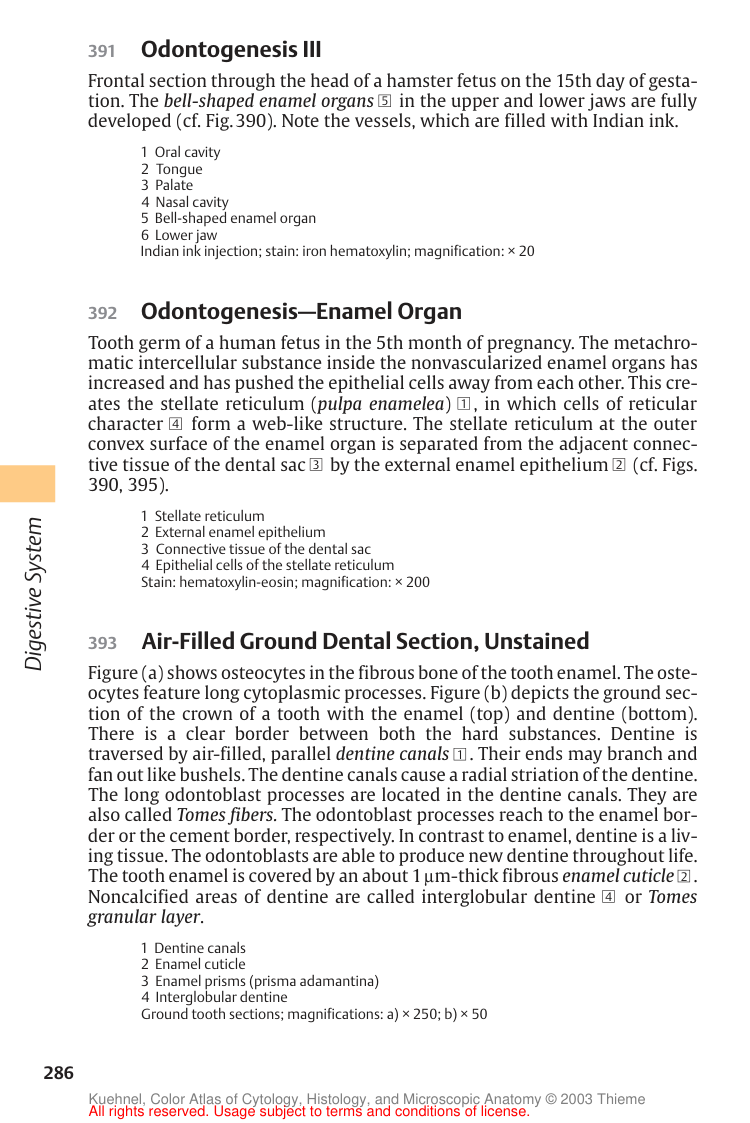 391 Odontogenesis III
Frontal section through the head of a hamster fetus on the 15th day of gesta-
tion. The bell-shaped enamel organs 5 in the upper and lower jaws are fully
developed (cf. Fig. 390). Note the vessels, which are filled with Indian ink.
1 Oral cavity
2 Tongue
3 Palate
4 Nasal cavity
5 Bell-shaped enamel organ
6 Lower jaw
Indian ink injection; stain: iron hematoxylin; magnification: × 20
392 Odontogenesis—Enamel Organ
Tooth germ of a human fetus in the 5th month of pregnancy. The metachro-
matic intercellular substance inside the nonvascularized enamel organs has
increased and has pushed the epithelial cells away from each other. This cre-
ates the stellate reticulum (pulpa enamelea) 1, in which cells of reticular
character 4 form a web-like structure. The stellate reticulum at the outer
convex surface of the enamel organ is separated from the adjacent connec-
tive tissue of the dental sac 3 by the external enamel epithelium 2 (cf. Figs.
390, 395).
1 Stellate reticulum
2 External enamel epithelium
3 Connective tissue of the dental sac
4 Epithelial cells of the stellate reticulum
Stain: hematoxylin-eosin; magnification: × 200
393 Air-Filled Ground Dental Section, Unstained
Figure (a) shows osteocytes in the fibrous bone of the tooth enamel. The oste-
ocytes feature long cytoplasmic processes. Figure (b) depicts the ground sec-
tion of the crown of a tooth with the enamel (top) and dentine (bottom).
There is a clear border between both the hard substances. Dentine is
traversed by air-filled, parallel dentine canals 1. Their ends may branch and
fan out like bushels. The dentine canals cause a radial striation of the dentine.
The long odontoblast processes are located in the dentine canals. They are
also called Tomes fibers. The odontoblast processes reach to the enamel bor-
der or the cement border, respectively. In contrast to enamel, dentine is a liv-
ing tissue. The odontoblasts are able to produce new dentine throughout life.
The tooth enamel is covered by an about 1 µm-thick fibrous enamel cuticle 2.
Noncalcified areas of dentine are called interglobular dentine 4 or Tomes
granular layer.
1 Dentine canals
2 Enamel cuticle
3 Enamel prisms (prisma adamantina)
4 Interglobular dentine
Ground tooth sections; magnifications: a) × 250; b) × 50
Digestive System
286
Kuehnel, Color Atlas of Cytology, Histology, and Microscopic Anatomy © 2003 Thieme
All rights reserved. Usage subject to terms and conditions of license.